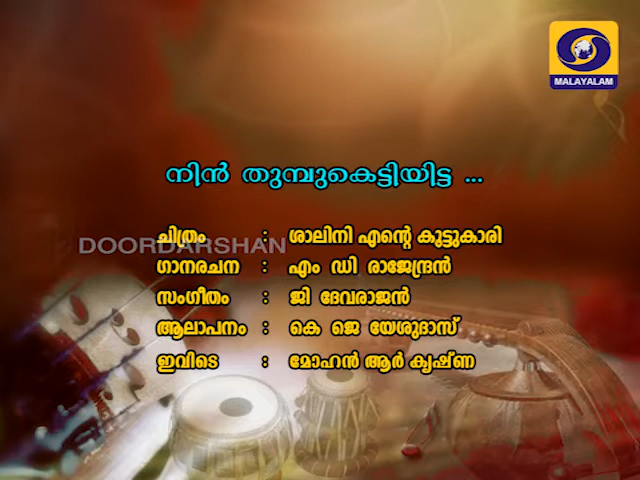 MALAYALAM
നിൻ തുമ്പുകെട്ടിയിട്ട ...
DOORDARSHAN
ചിത്രം : ശാലിനി എന്റെ കൂട്ടുകാരി
ഗാനരചന : എം ഡി രാജേന്ദ്രൻ
സംഗീതം : ജി ദേവരാജൻ
ആലാപനം : കെ ജെ യേശുദാസ്
ഇവിടെ : മോഹൻ ആർ കൃഷ്ണ